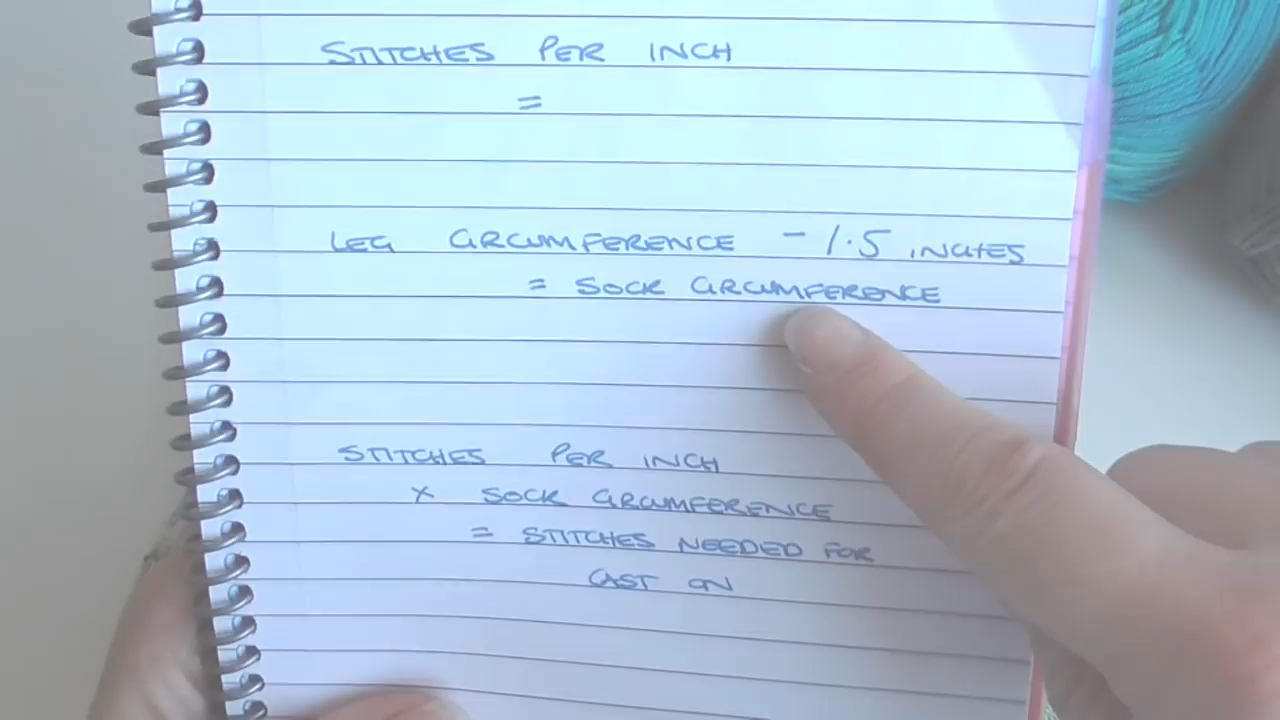 STITCHES PER INCH
=
LEG CIRCUMFERENCE - 1.5 INCHES
= SOCK CIRCUMFERENCE
STITCHES PER INCH
x SOCK CIRCUMFERENCE
= STITCHES NEEDED FOR
CAST ON